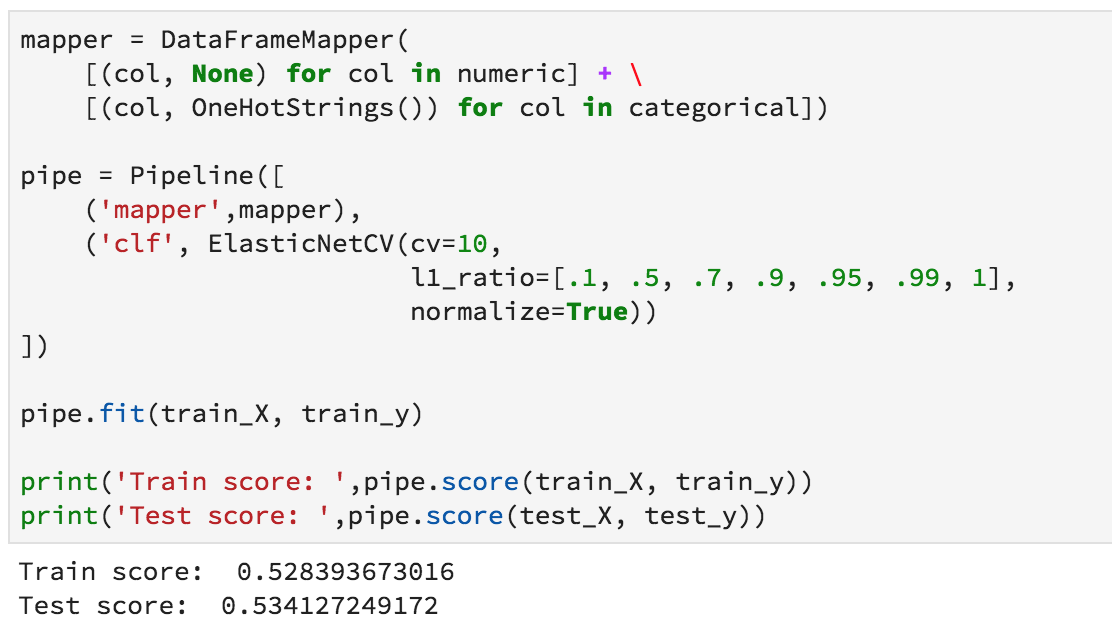 mapper = DataFrameMapper(
    [(col, None) for col in numeric] + \
    [(col, OneHotStrings()) for col in categorical])

pipe = Pipeline([
    ('mapper',mapper),
    ('clf', ElasticNetCV(cv=10,
                         l1_ratio=[.1, .5, .7, .9, .95, .99, 1],
                         normalize=True))
])

pipe.fit(train_X, train_y)

print('Train score: ',pipe.score(train_X, train_y))
print('Test score: ',pipe.score(test_X, test_y))
Train score:  0.528393673016
Test score:  0.534127249172